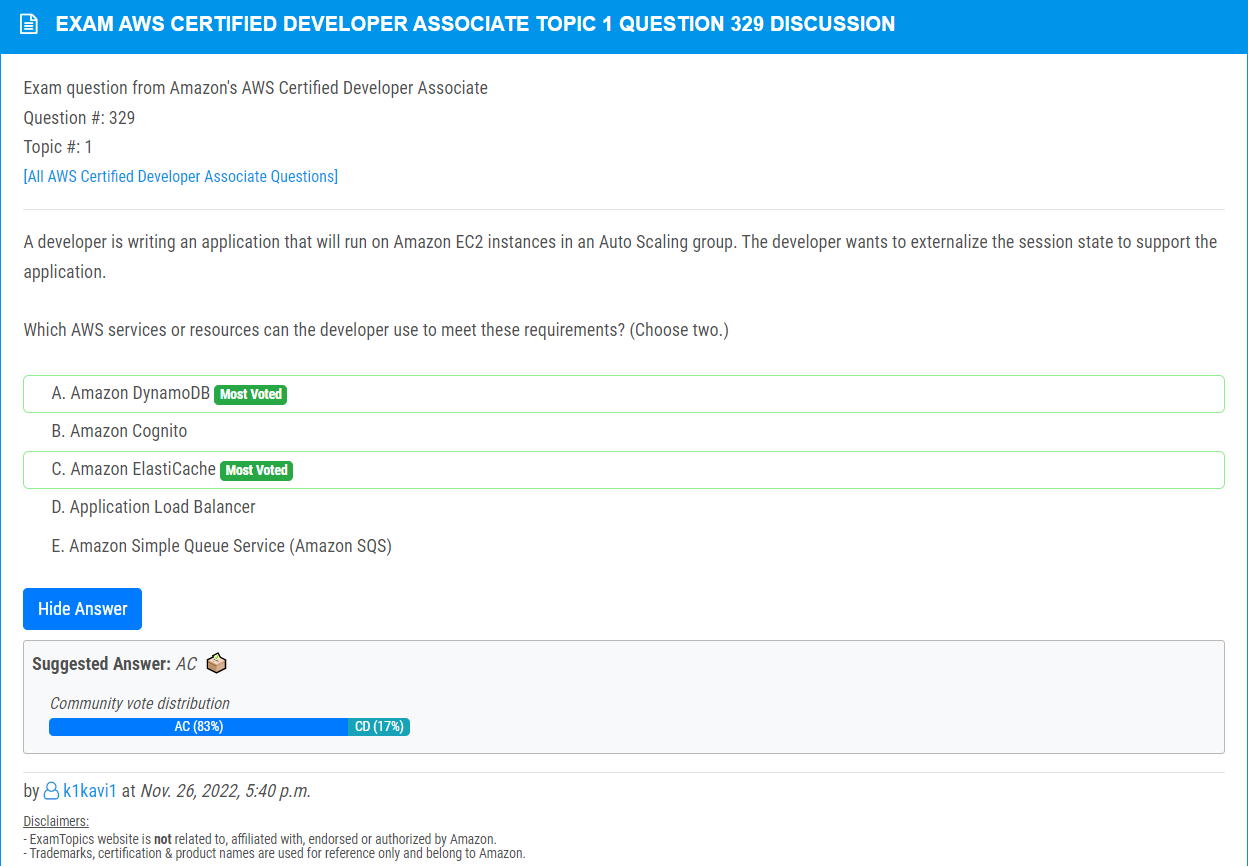 EXAM AWS CERTIFIED DEVELOPER ASSOCIATE TOPIC 1 QUESTION 329 DISCUSSION
Exam question from Amazon's AWS Certified Developer Associate
Question #: 329
Topic #: 1
[All AWS Certified Developer Associate Questions]
A developer is writing an application that will run on Amazon EC2 instances in an Auto Scaling group. The developer wants to externalize the session state to support the
application.
Which AWS services or resources can the developer use to meet these requirements? (Choose two.)
A. Amazon DynamoDB Most Voted
B. Amazon Cognito
C. Amazon ElastiCache Most Voted
D. Application Load Balancer
E. Amazon Simple Queue Service (Amazon SQS)
Hide Answer
Suggested Answer: AC
Community vote distribution
AC (83%) CD (17%)
by k1kavi1 at Nov. 26, 2022, 5:40 p.m.
Disclaimers:
- ExamTopics website is not related to, affiliated with, endorsed or authorized by Amazon.
- Trademarks, certification & product names are used for reference only and belong to Amazon.